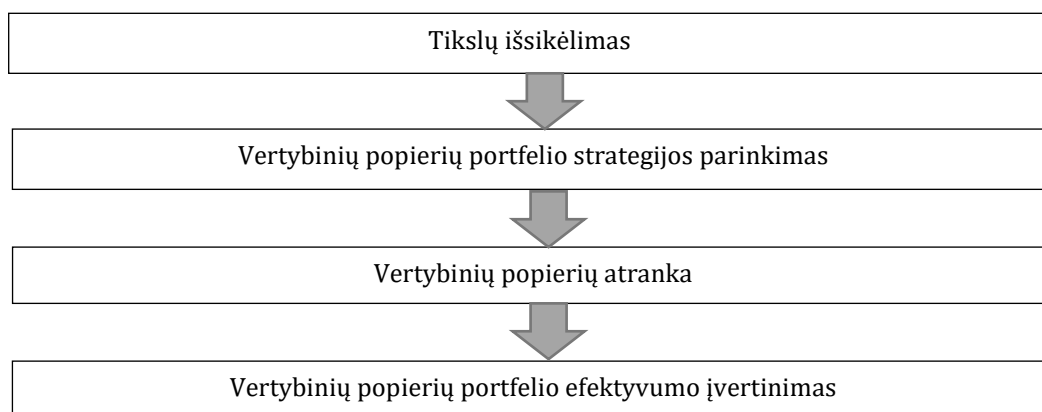 Tikslų išsikėlimas
Vertybinių popierių portfelio strategijos parinkimas
Vertybinių popierių atranka
Vertybinių popierių portfelio efektyvumo įvertinimas